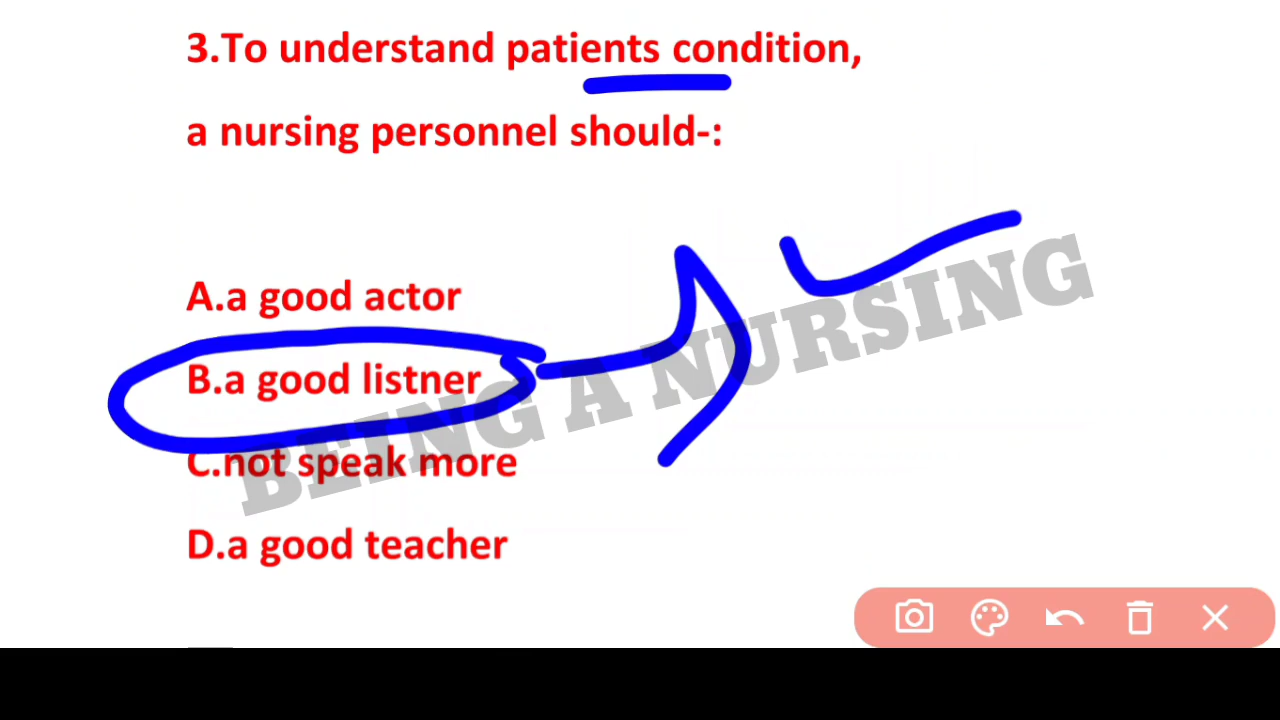 3.To understand patients condition,
a nursing personnel should-:
A.a good actor
B.a good listner
C.not speak more
D.a good teacher
BEING A NURSING